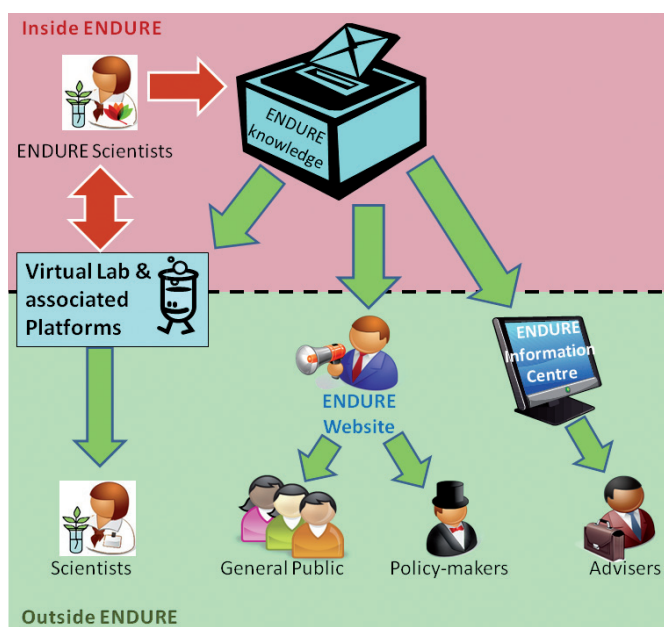 Inside ENDURE
ENDURE
knowledge
ENDURE Scientists
Virtual Lab &
associated
Platforms
ENDURE
Information
Centre
ENDURE
Website
Scientists
General Public
Policy-makers
Advisers
Outside ENDURE